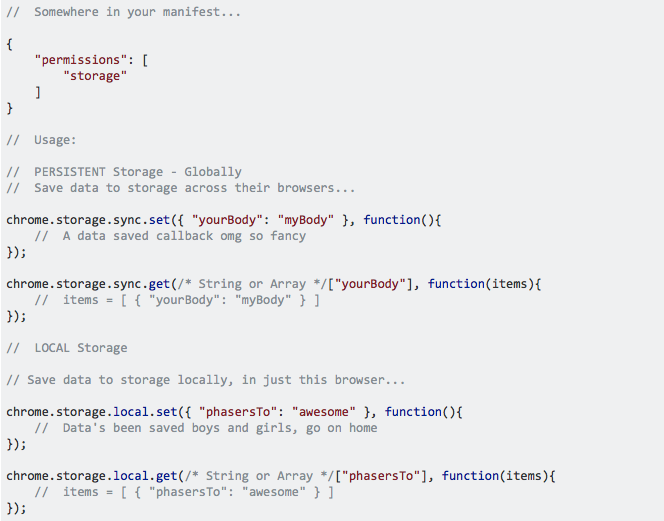 //  Somewhere in your manifest...
{
    "permissions": [
        "storage"
    ]
}
//  Usage:
//  PERSISTENT Storage - Globally
//  Save data to storage across their browsers...
chrome.storage.sync.set({ "yourBody": "myBody" }, function(){
    //  A data saved callback omg so fancy
});
chrome.storage.sync.get(/* String or Array */["yourBody"], function(items){
    //  items = [ { "yourBody": "myBody" } ]
});
//  LOCAL Storage
// Save data to storage locally, in just this browser...
chrome.storage.local.set({ "phasersTo": "awesome" }, function(){
    //  Data's been saved boys and girls, go on home
});
chrome.storage.local.get(/* String or Array */["phasersTo"], function(items){
    //  items = [ { "phasersTo": "awesome" } ]
});